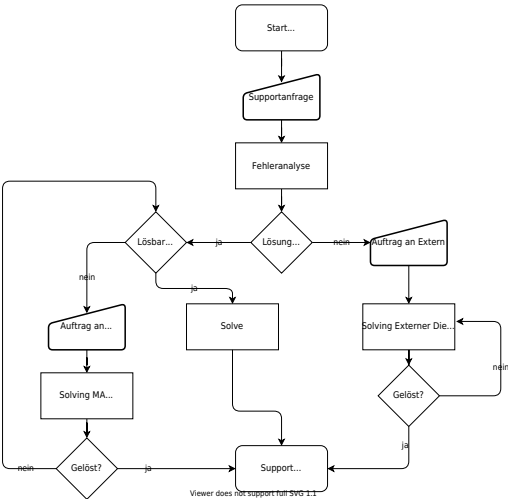 Start...
Supportanfrage
Fehleranalyse
Lösbar...
ja
Lösung...
nein
Auftrag an Extern
nein
ja
Auftrag an...
Solve
Solving Externer Die...
nein
Solving MA...
Gelöst?
ja
nein
Gelöst?
ja
Support...
Viewer does not support full SVG 1.1